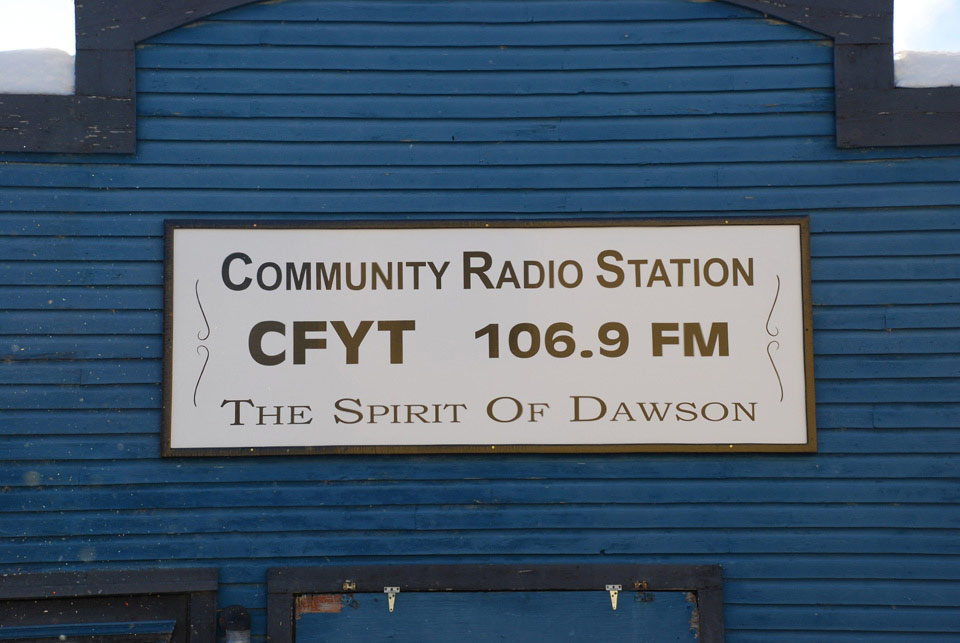 Community Radio Station
CFYT 106.9 FM
The Spirit Of Dawson